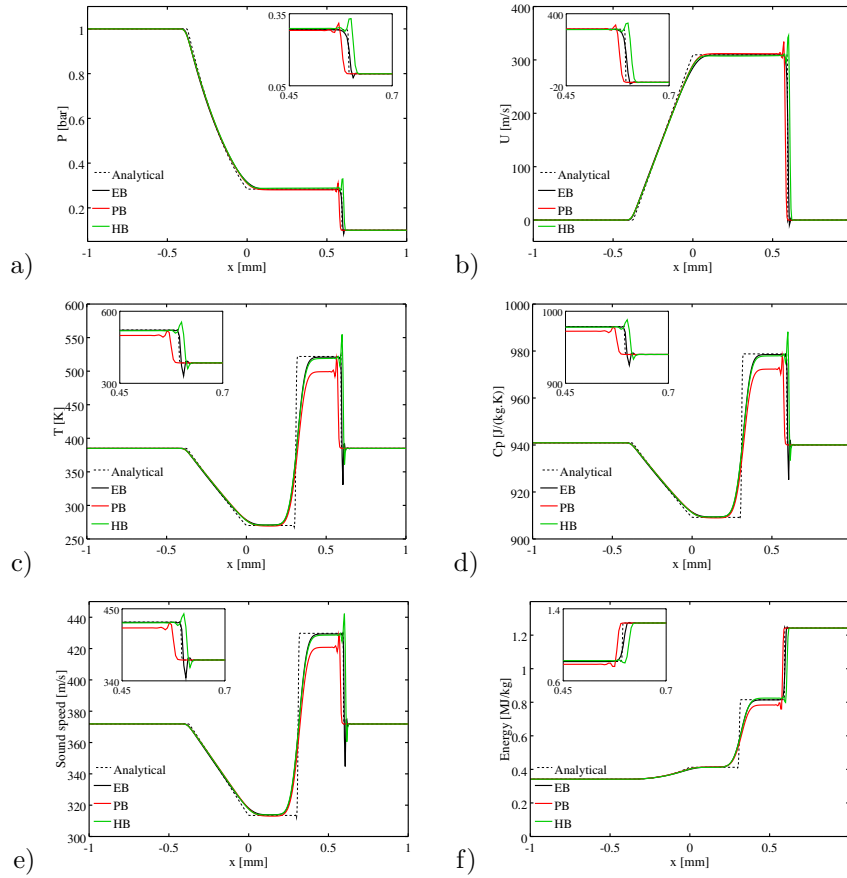 0.35
0.05
0.45
0.7
1
0.8
0.6
0.4
0.2
P [bar]
Analytical
EB
PB
HB
-1
-0.5
0
0.5
1
x [mm]
a)
400
-20
0.45
0.7
400
300
200
100
0
U [m/s]
Analytical
EB
PB
HB
-1
-0.5
0
0.5
1
x [mm]
b)
600
300
0.45
0.7
600
550
500
450
400
350
300
250
T [K]
Analytical
EB
PB
HB
-1
-0.5
0
0.5
1
x [mm]
c)
1000
900
0.45
0.7
1000
980
960
940
920
900
Cp [J/(kg.K)]
Analytical
EB
PB
HB
-1
-0.5
0
0.5
1
x [mm]
d)
450
340
0.45
0.7
440
420
400
380
360
340
320
300
Sound speed [m/s]
Analytical
EB
PB
HB
-1
-0.5
0
0.5
1
x [mm]
e)
1.4
0.6
0.45
0.7
1.2
1
0.8
0.6
0.4
0.2
0
Energy [MJ/kg]
Analytical
EB
PB
HB
-1
-0.5
0
0.5
1
x [mm]
f)